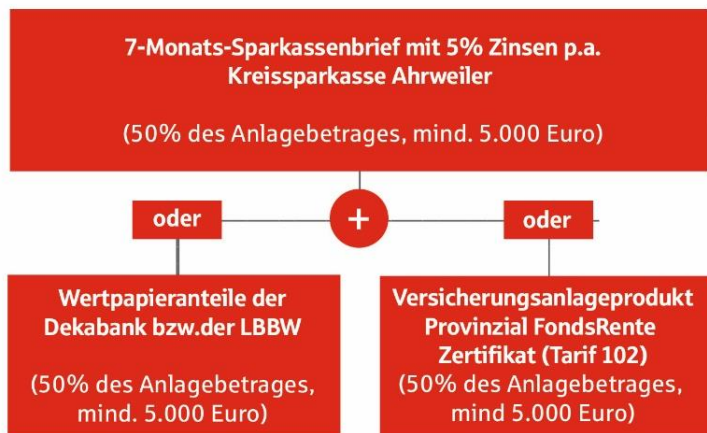 7-Monats-Sparkassenbrief mit 5% Zinsen p.a.
Kreissparkasse Ahrweiler
(50% des Anlagebetrages, mind. 5.000 Euro)
oder
+
oder
Wertpapieranteile der
Dekabank bzw.der LBBW
(50% des Anlagebetrages,
mind. 5.000 Euro)
Versicherungsanlageprodukt
Provinzial FondsRente
Zertifikat (Tarif 102)
(50% des Anlagebetrages,
mind 5.000 Euro)